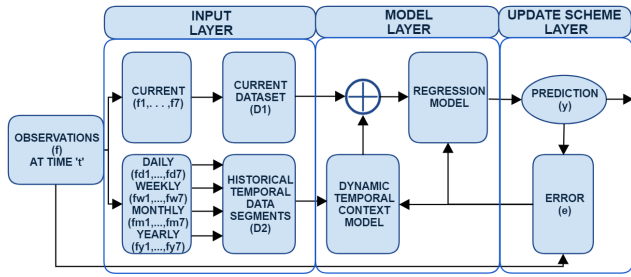 INPUT
LAYER
MODEL
LAYER
UPDATE SCHEME
LAYER
OBSERVATIONS
(f)
AT TIME 't'
CURRENT
(f1,. . . ,f7)
CURRENT
DATASET
(D1)
REGRESSION
MODEL
PREDICTION
(y)
DAILY
(fd1,...,fd7)
WEEKLY
(fw1,...,fw7)
MONTHLY
(fm1,...,fm7)
YEARLY
(fy1,...,fy7)
HISTORICAL
TEMPORAL
DATA
SEGMENTS
(D2)
DYNAMIC
TEMPORAL
CONTEXT
MODEL
ERROR
(e)